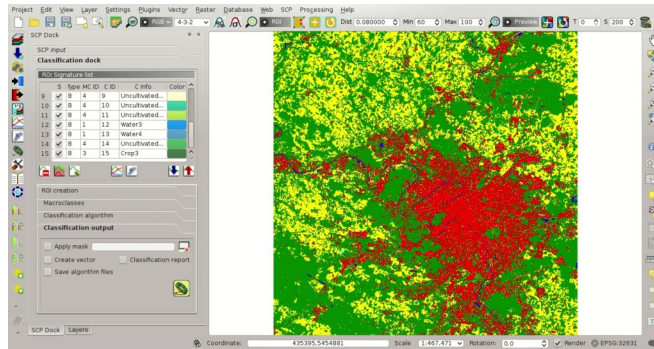 Project Edit View Layer Settings Plugins Vector Raster Database Web SCP Processing Help
RGB = 4-3-2 ROI Dist 0.080000 Min 60 Max 100 Preview T 0 S 200
SCP Dock
SCP input
Classification dock
ROI Signature list
S Type MC ID C ID C Info Color
9 B 4 9 Uncultivated...
10 B 4 10 Uncultivated...
11 B 4 11 Uncultivated...
12 B 1 12 Water3
13 B 1 13 Water4
14 B 4 14 Uncultivated...
15 B 3 15 Crop3
ROI creation
Macroclasses
Classification algorithm
Classification output
Apply mask
Create vector Classification report
Save algorithm files
SCP Dock Layers
Coordinate: 435395,5454881 Scale 1:467.471 Rotation: 0.0 Render EPSG:32631